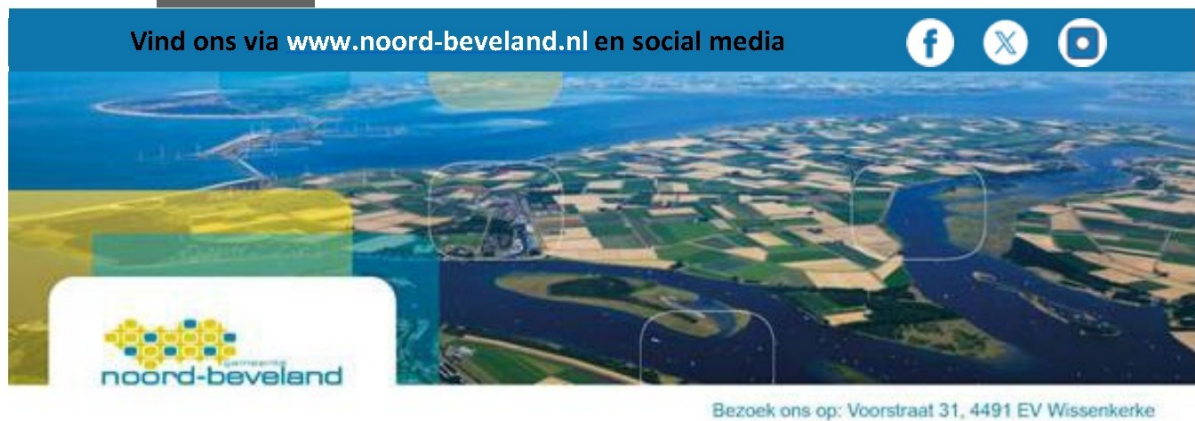 Vind ons via www.noord-beveland.nl en social media
gemeente
noord-beveland
Bezoek ons op: Voorstraat 31, 4491 EV Wissenkerke